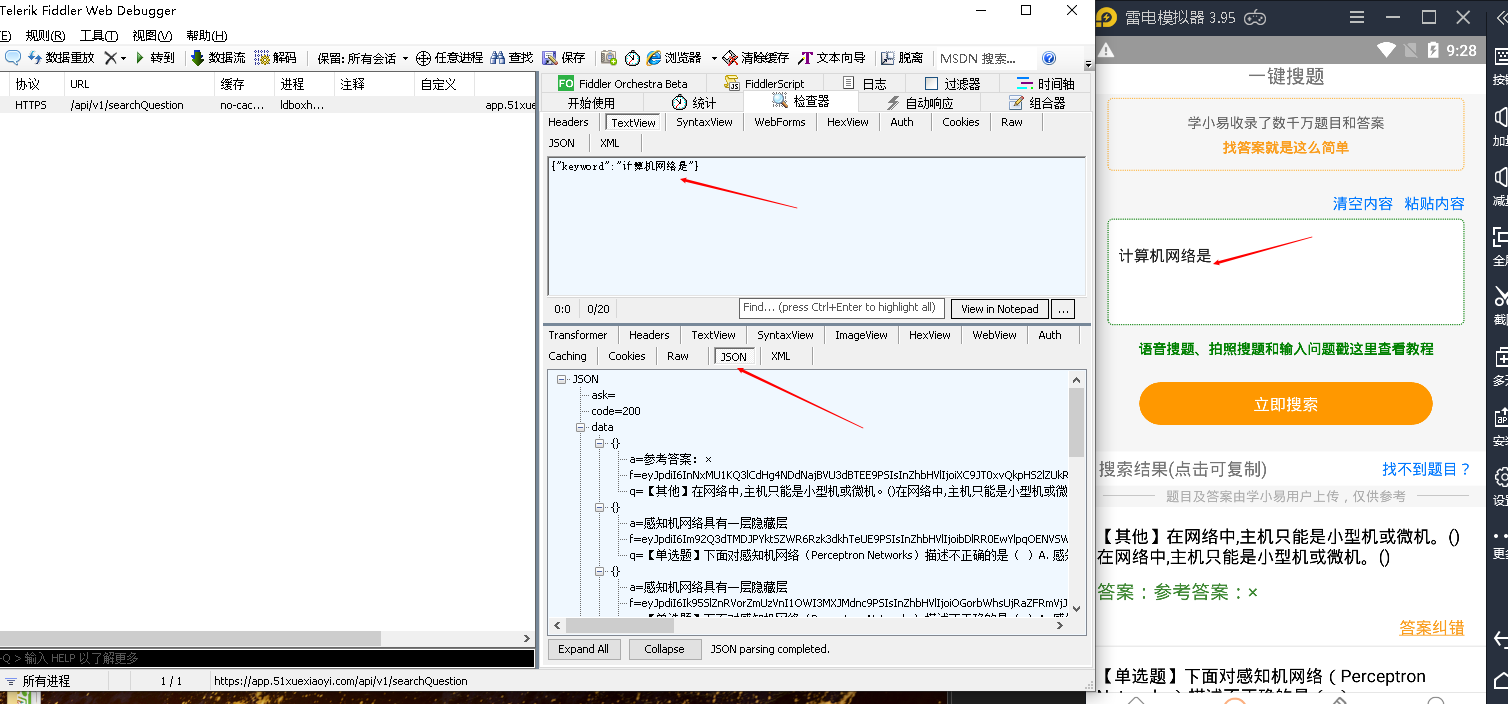 Telerik Fiddler Web Debugger
规则(R) 工具(T) 视图(V) 帮助(H)
数据重放 转到 数据流 解码 保留: 所有会话 任意进程 查找 保存 浏览器 清除缓存 文本向导 脱离 MSDN 搜索...
协议 URL 缓存 进程 注释 自定义
HTTPS /api/v1/searchQuestion no-cac... ldboxh... app.51xue
FO Fiddler Orchestra Beta FiddlerScript 日志 过滤器 时间轴
开始使用 统计 检查器 自动响应 组合器
Headers TextView SyntaxView WebForms HexView Auth Cookies Raw
JSON XML
{"keyword":"计算机网络是"}
0:0 0/20 Find... (press Ctrl+Enter to highlight all) View in Notepad ...
Transformer Headers TextView SyntaxView ImageView HexView WebView Auth
Caching Cookies Raw JSON XML
JSON
ask=
code=200
data
{}
a=参考答案：×
q=【其他】在网络中,主机只能是小型机或微机。()在网络中,主机只能是小型机或微
{}
a=感知机网络具有一层隐藏层
q=【单选题】下面对感知机网络（Perceptron Networks）描述不正确的是（ ）A. 感
{}
a=感知机网络具有一层隐藏层
Expand All Collapse JSON parsing completed.
Q > 输入 HELP 以了解更多
所有进程 1 / 1 https://app.51xuexiaoyi.com/api/v1/searchQuestion
雷电模拟器 3.95
9:28
一键搜题
学小易收录了数千万题目和答案
找答案就是这么简单
清空内容 粘贴内容
计算机网络是
语音搜题、拍照搜题和输入问题戳这里查看教程
立即搜索
搜索结果(点击可复制) 找不到题目？
题目及答案由学小易用户上传，仅供参考
【其他】在网络中,主机只能是小型机或微机。()
在网络中,主机只能是小型机或微机。()
答案：参考答案：×
答案纠错
【单选题】下面对感知机网络（Perceptron